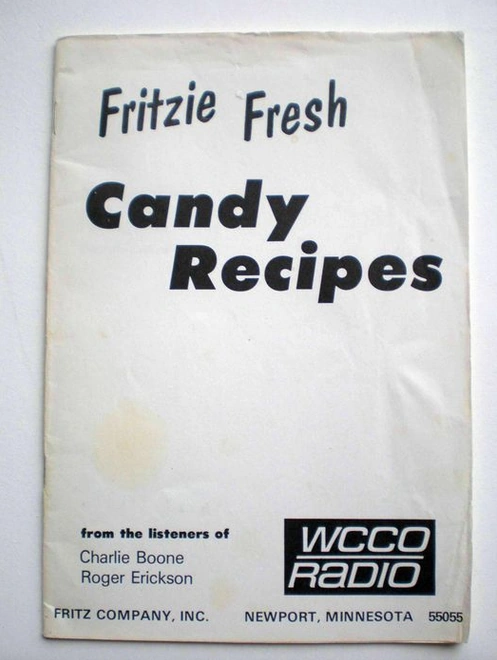 Fritzie Fresh
Candy
Recipes
from the listeners of
Charlie Boone
Roger Erickson
WCCO
RaDIO
FRITZ COMPANY, INC. NEWPORT, MINNESOTA 55055